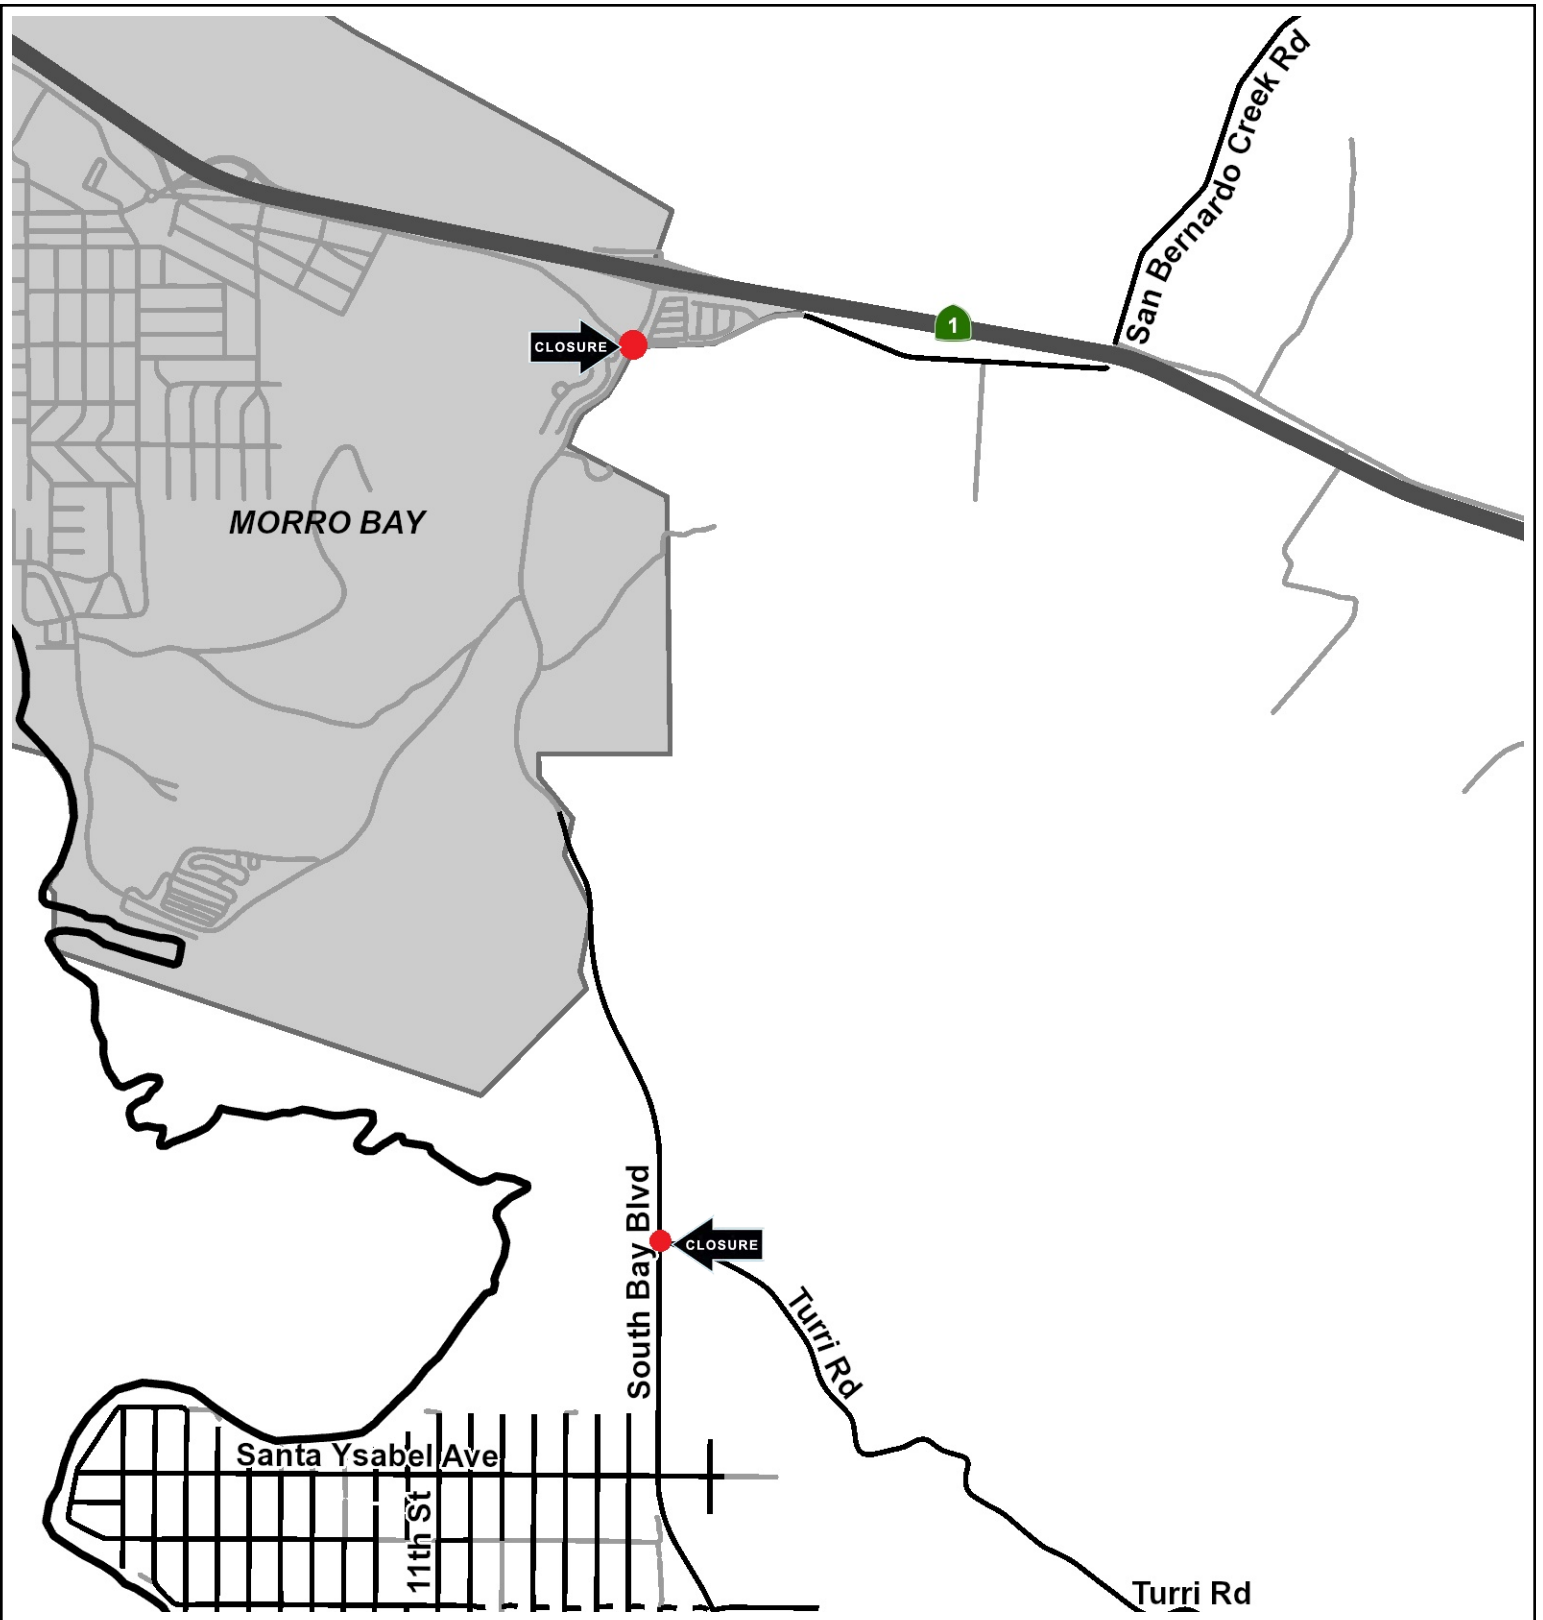 San Bernardo Creek Rd
1
CLOSURE
MORRO BAY
South Bay Blvd
CLOSURE
Turri Rd
Santa Ysabel Ave
11th St
Turri Rd